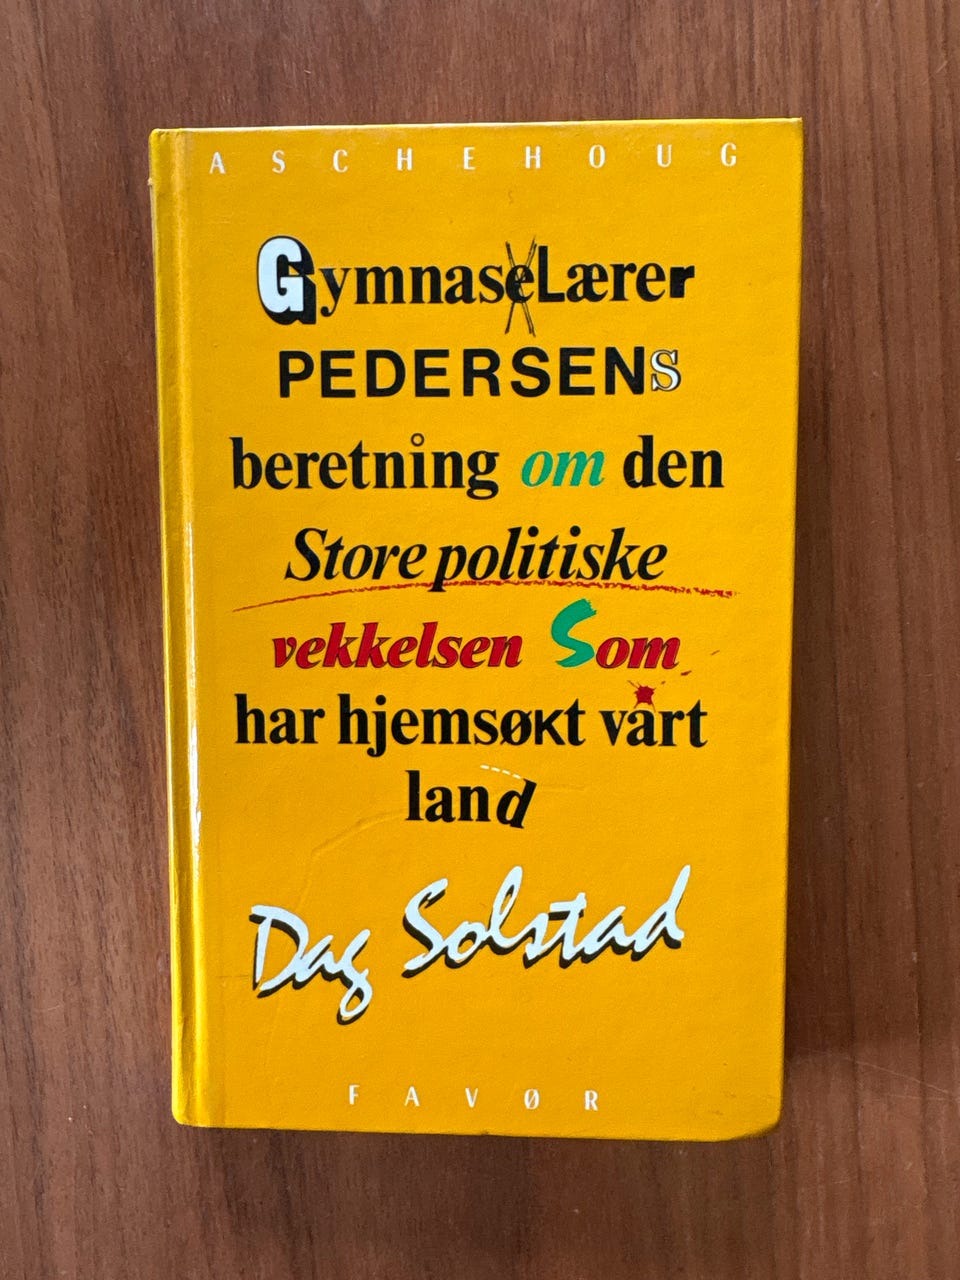 ASCHEHOUG
GymnaseLærer
PEDERSENS
beretning om den
Store politiske
vekkelsen Som
har hjemsøkt vårt
land
Dag Solstad
FAVØR